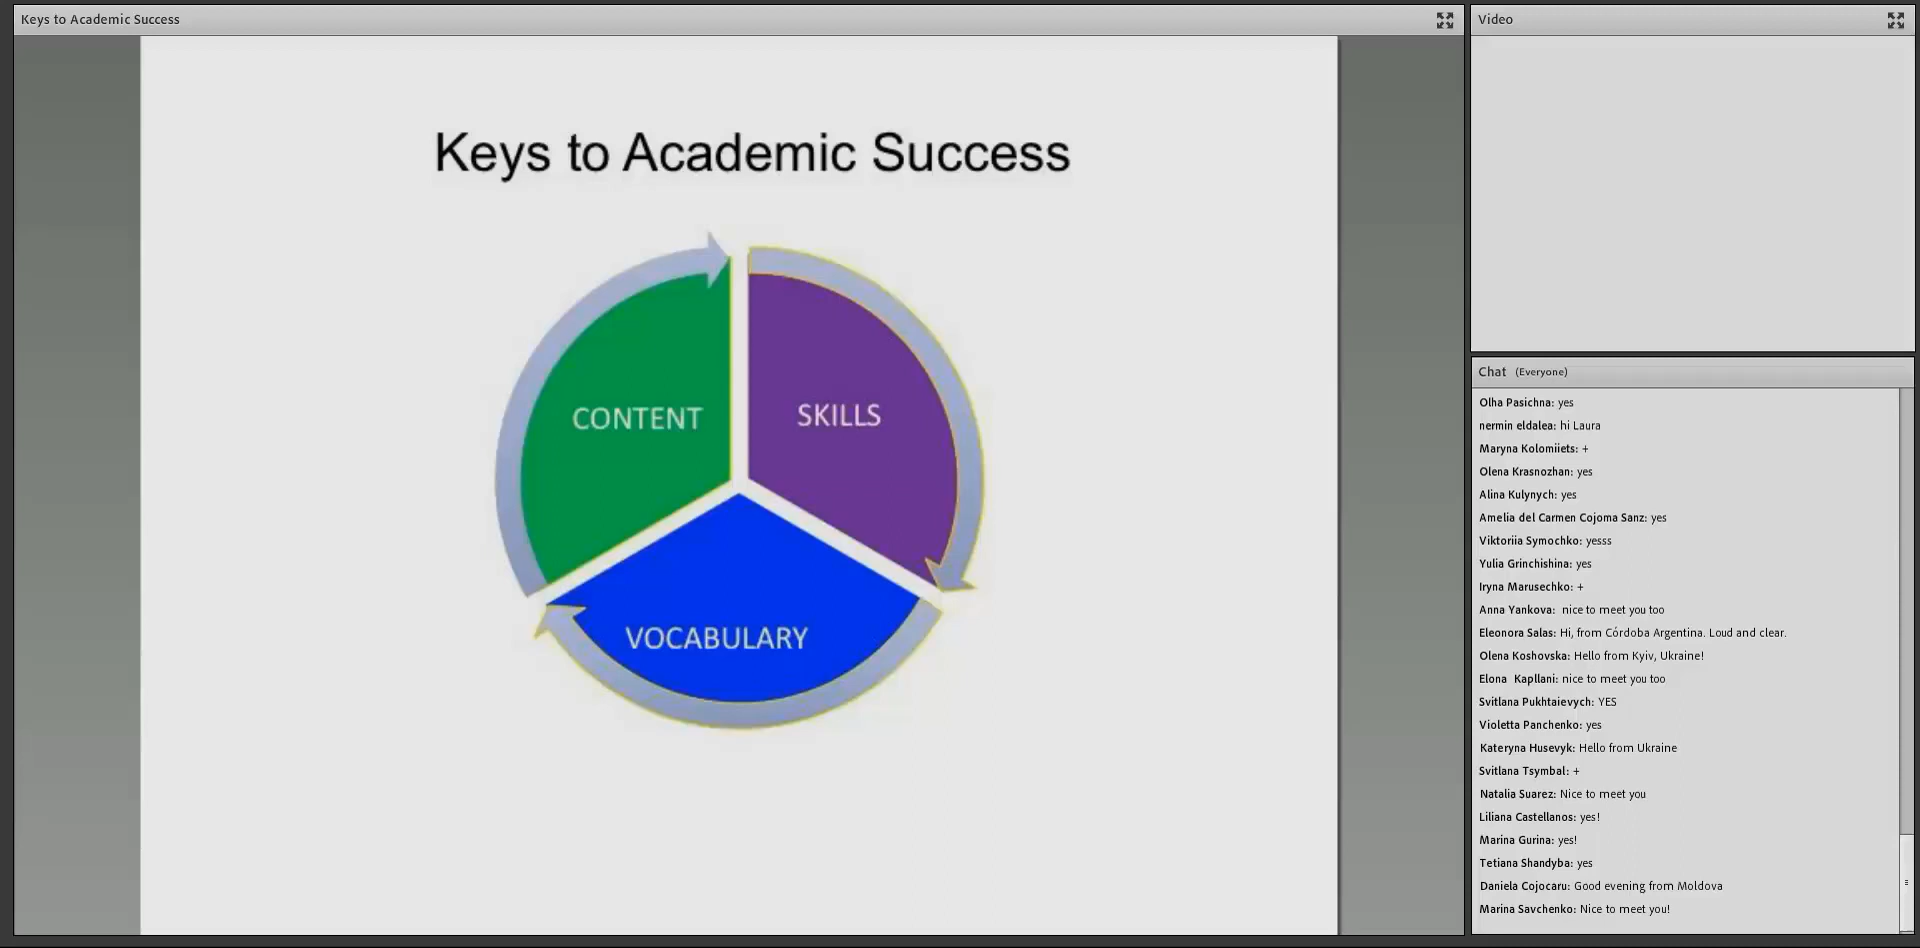 Keys to Academic Success
Video
Keys to Academic Success
CONTENT
SKILLS
VOCABULARY
Chat (Everyone)
Olha Pasichna: yes
nermin eldalea: hi Laura
Maryna Kolomiiets: +
Olena Krasnozhan: yes
Alina Kulynych: yes
Amelia del Carmen Cojoma Sanz: yes
Viktoriia Symochko: yesss
Yulia Grinchishina: yes
Iryna Marusechko: +
Anna Yankova: nice to meet you too
Eleonora Salas: Hi, from Córdoba Argentina. Loud and clear.
Olena Koshovska: Hello from Kyiv, Ukraine!
Elona Kapllani: nice to meet you too
Svitlana Pukhtaievych: YES
Violetta Panchenko: yes
Kateryna Husevyk: Hello from Ukraine
Svitlana Tsymbal: +
Natalia Suarez: Nice to meet you
Liliana Castellanos: yes!
Marina Gurina: yes!
Tetiana Shandyba: yes
Daniela Cojocaru: Good evening from Moldova
Marina Savchenko: Nice to meet you!